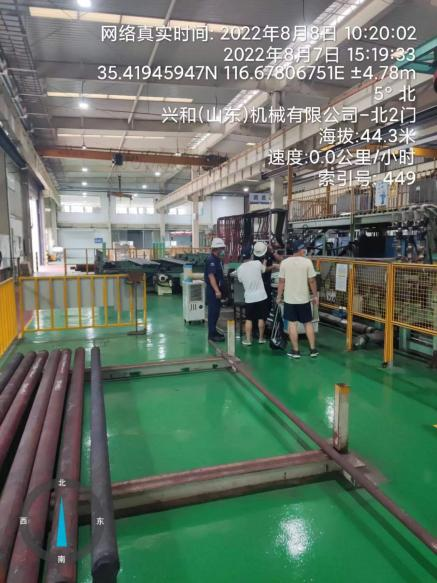 网络真实时间: 2022年8月8日 10:20:02
2022年8月7日 15:19:33
35.41945947N 116.67806751E ±4.78m
5° 北
兴和(山东)机械有限公司-北2门
海拔:44.3米
速度:0.0公里/小时
索引号: 449
北
西
东
南